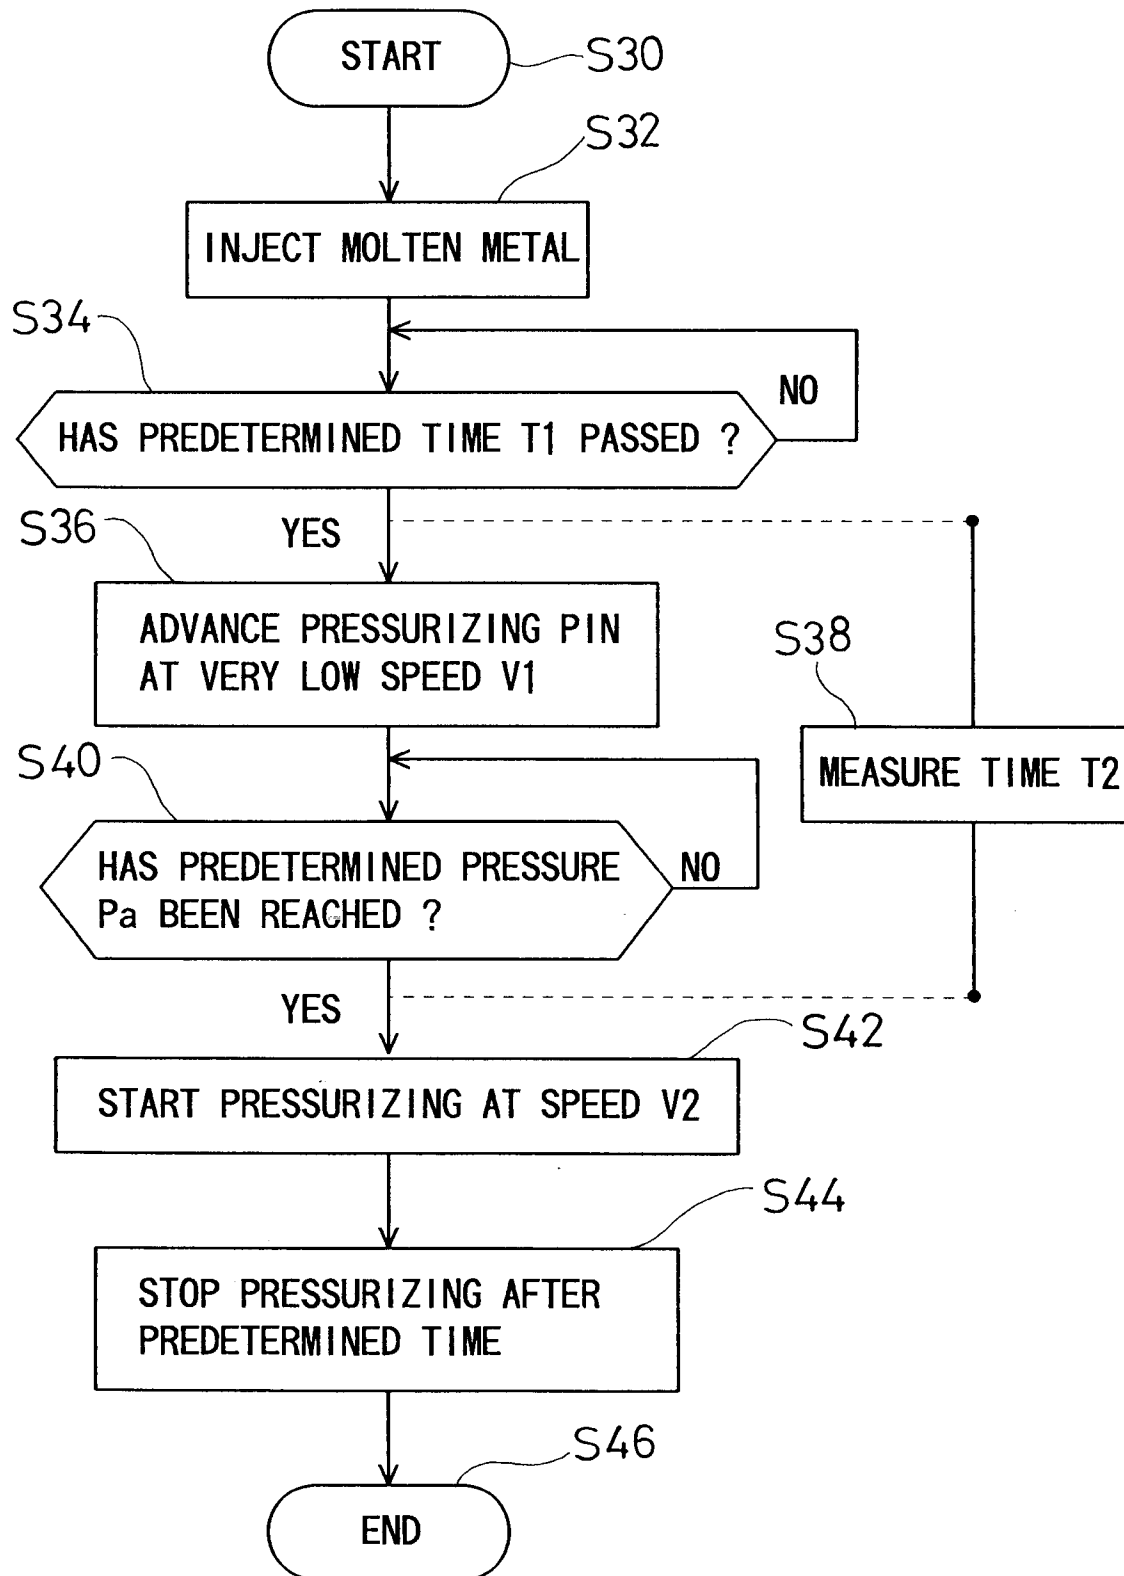 START
S30
S32
INJECT MOLTEN METAL
S34
NO
HAS PREDETERMINED TIME T1 PASSED ?
S36
YES
ADVANCE PRESSURIZING PIN
AT VERY LOW SPEED V1
S38
MEASURE TIME T2
S40
HAS PREDETERMINED PRESSURE
Pa BEEN REACHED ?
NO
YES
S42
START PRESSURIZING AT SPEED V2
S44
STOP PRESSURIZING AFTER
PREDETERMINED TIME
S46
END